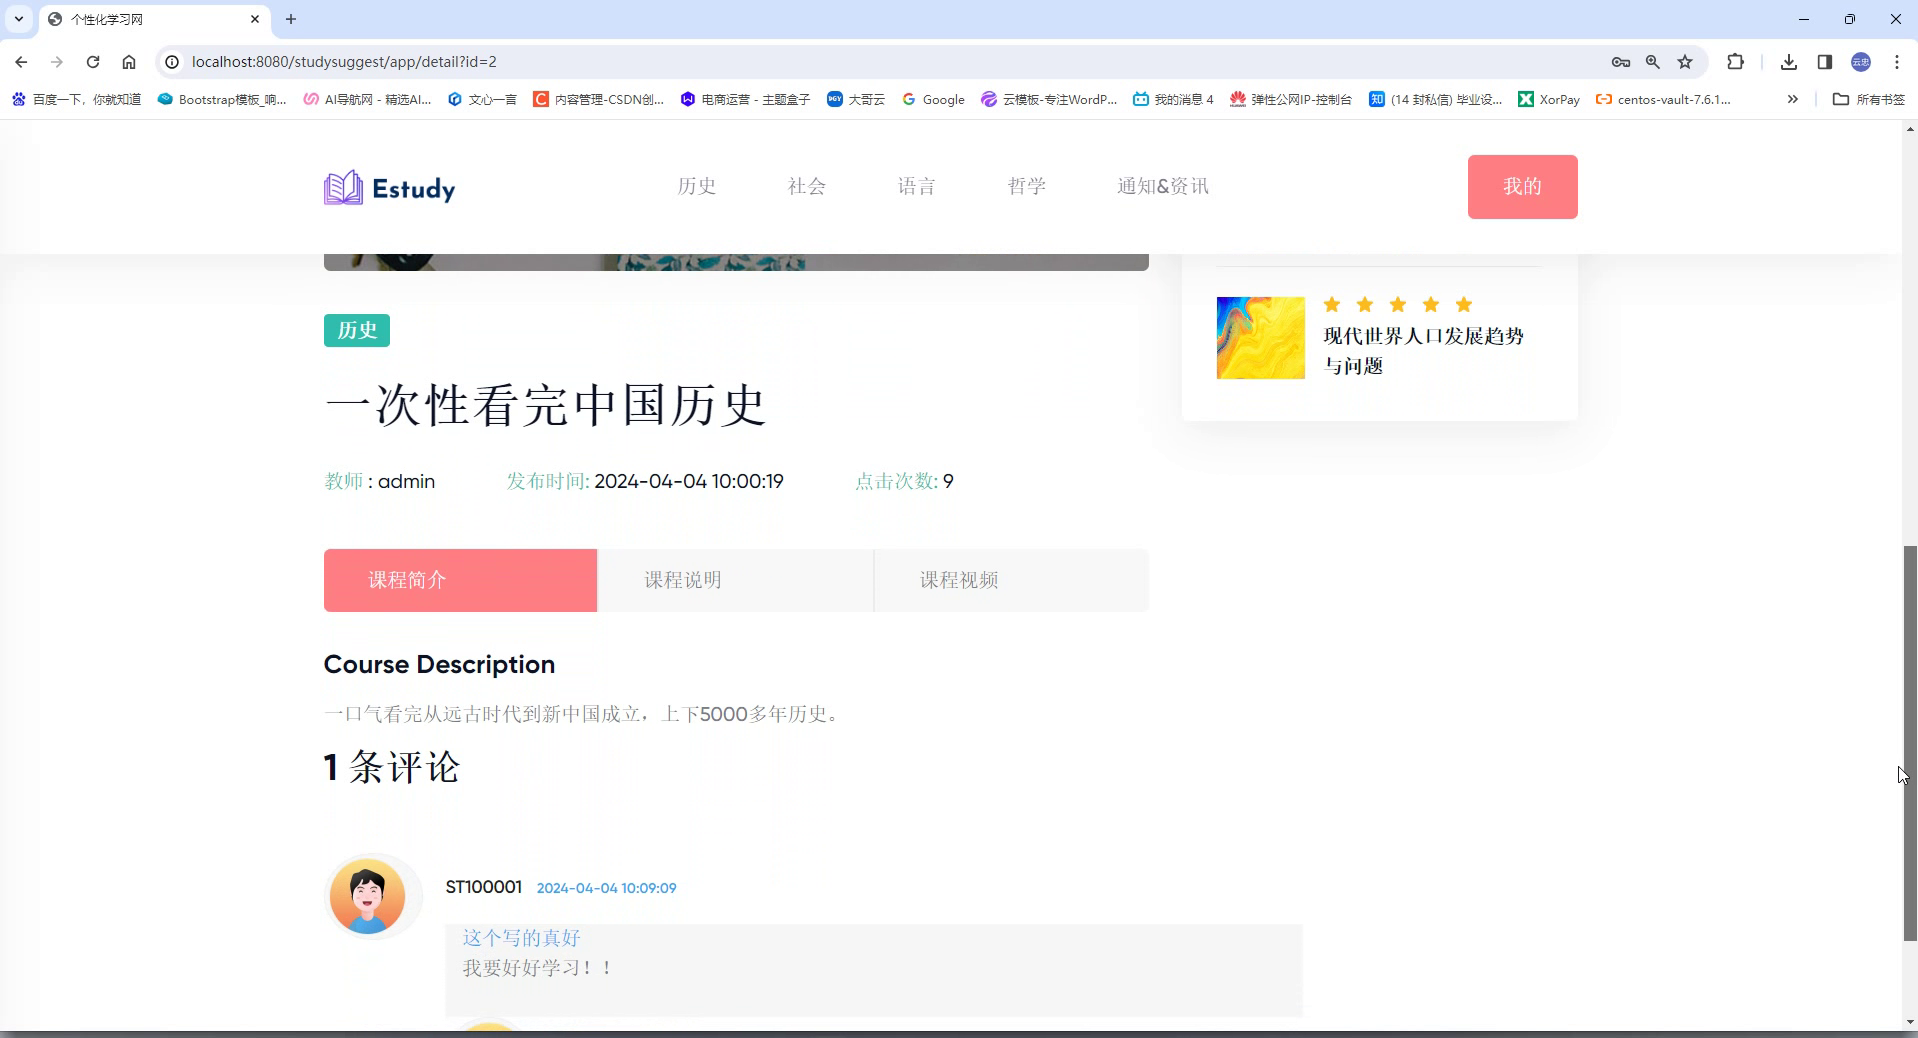 个性化学习网
localhost:8080/studysuggest/app/detail?id=2
云忠
百度一下，你就知道
Bootstrap模板_响...
AI导航网 - 精选AI...
文心一言
内容管理-CSDN创...
电商运营 - 主题盒子
大哥云
Google
云模板-专注WordP...
我的消息 4
弹性公网IP-控制台
(14 封私信) 毕业设...
XorPay
centos-vault-7.6.1...
所有书签
Estudy
历史
社会
语言
哲学
通知&资讯
我的
现代世界人口发展趋势
与问题
历史
一次性看完中国历史
教师 : admin
发布时间: 2024-04-04 10:00:19
点击次数: 9
课程简介
课程说明
课程视频
Course Description
一口气看完从远古时代到新中国成立，上下5000多年历史。
1 条评论
ST100001 2024-04-04 10:09:09
这个写的真好
我要好好学习！！